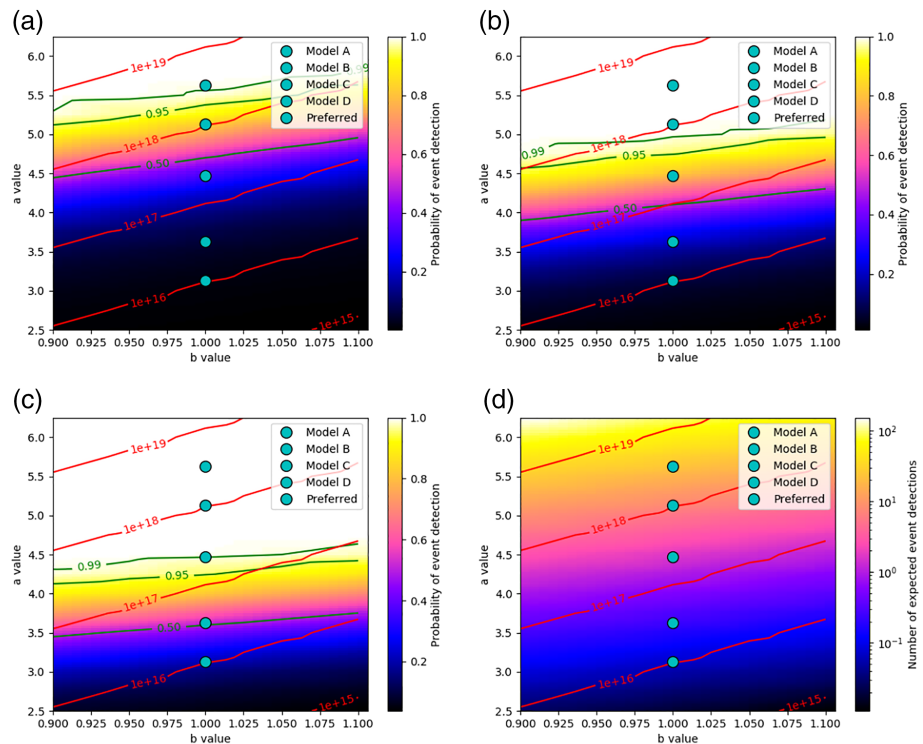 (a)
6.0
5.5
5.0
4.5
4.0
3.5
3.0
2.5
a value
0.900 0.925 0.950 0.975 1.000 1.025 1.050 1.075 1.100
b value
1e+19
0.99
0.95
1e+18
0.50
1e+17
1e+16
1e+15
Model A
Model B
Model C
Model D
Preferred
1.0
0.8
0.6
0.4
0.2
Probability of event detection
(b)
6.0
5.5
5.0
4.5
4.0
3.5
3.0
2.5
a value
0.900 0.925 0.950 0.975 1.000 1.025 1.050 1.075 1.100
b value
1e+19
1e+18
0.99
0.95
0.50
1e+17
1e+16
1e+15
Model A
Model B
Model C
Model D
Preferred
1.0
0.8
0.6
0.4
0.2
Probability of event detection
(c)
6.0
5.5
5.0
4.5
4.0
3.5
3.0
2.5
a value
0.900 0.925 0.950 0.975 1.000 1.025 1.050 1.075 1.100
b value
1e+19
1e+18
0.99
0.95
1e+17
0.50
1e+16
1e+15
Model A
Model B
Model C
Model D
Preferred
1.0
0.8
0.6
0.4
0.2
Probability of event detection
(d)
6.0
5.5
5.0
4.5
4.0
3.5
3.0
2.5
a value
0.900 0.925 0.950 0.975 1.000 1.025 1.050 1.075 1.100
b value
1e+19
1e+18
1e+17
1e+16
1e+15
Model A
Model B
Model C
Model D
Preferred
10²
10¹
10⁰
10⁻¹
Number of expected event detections